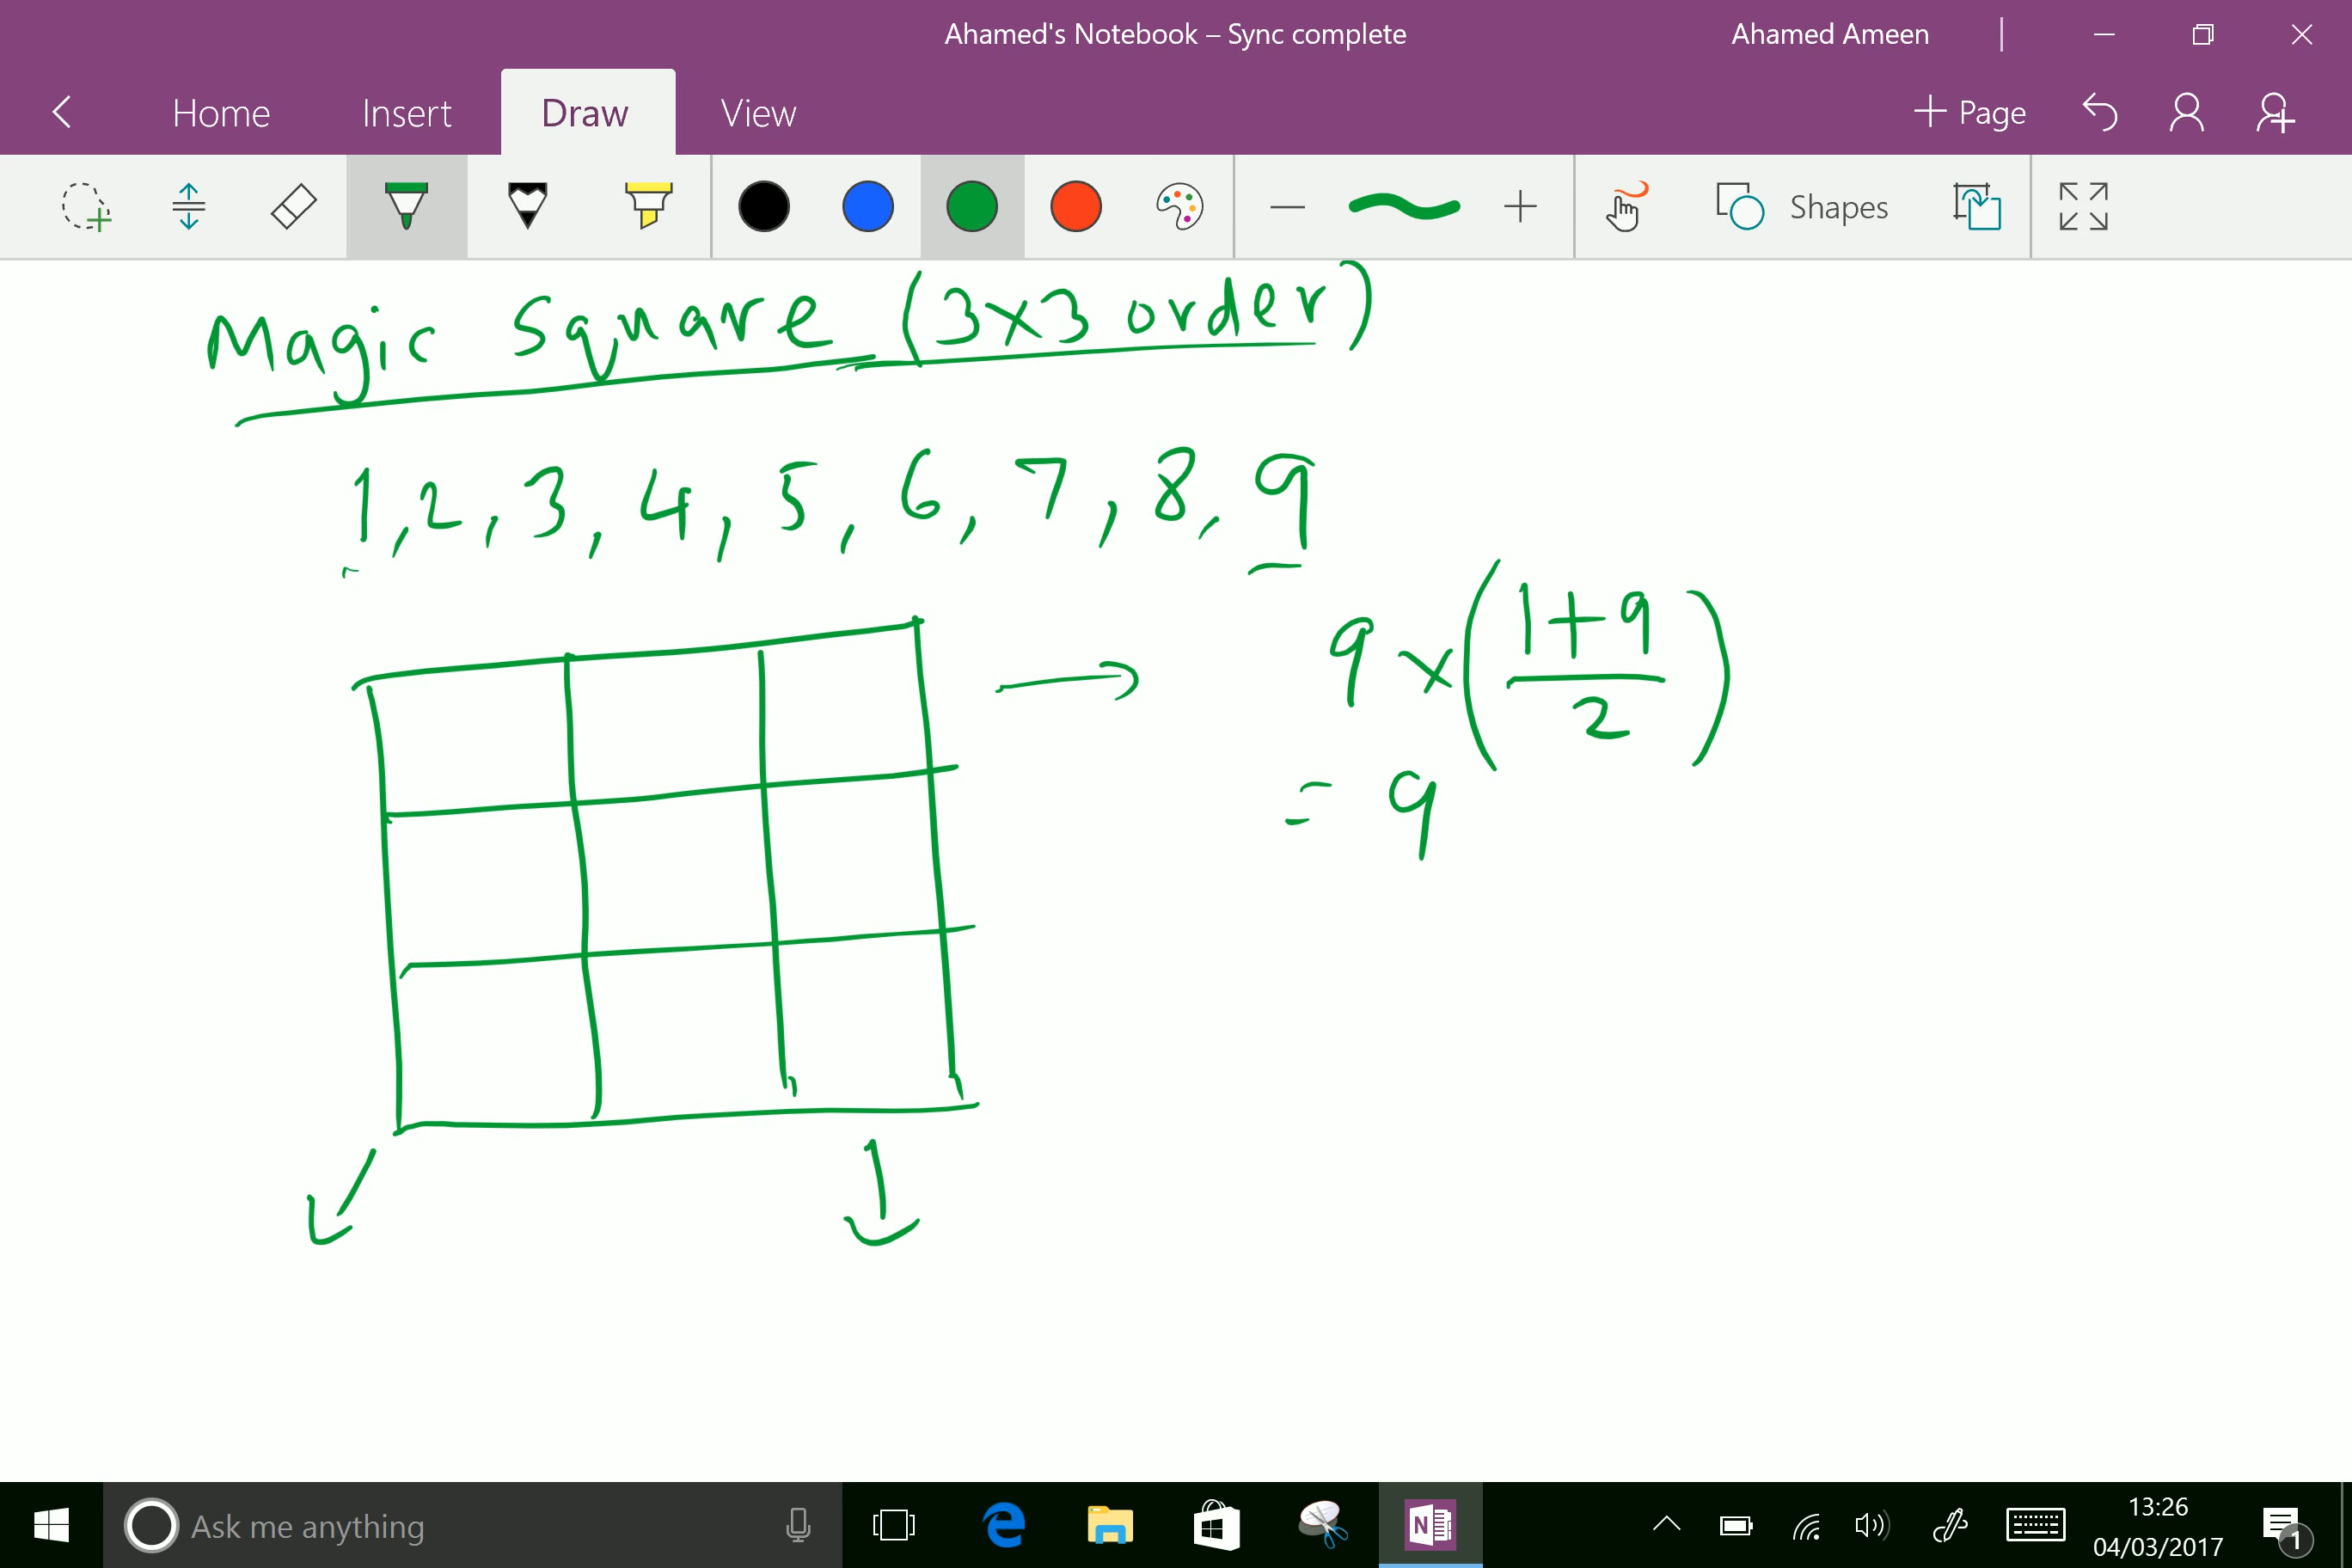 Ahamed's Notebook – Sync complete
Ahamed Ameen
Home Insert Draw View
+ Page
Shapes
Magic Square (3x3 order)
1, 2, 3, 4, 5, 6, 7, 8, 9
9 x (1+9/2)
= 9
Ask me anything
N
13:26
04/03/2017
1